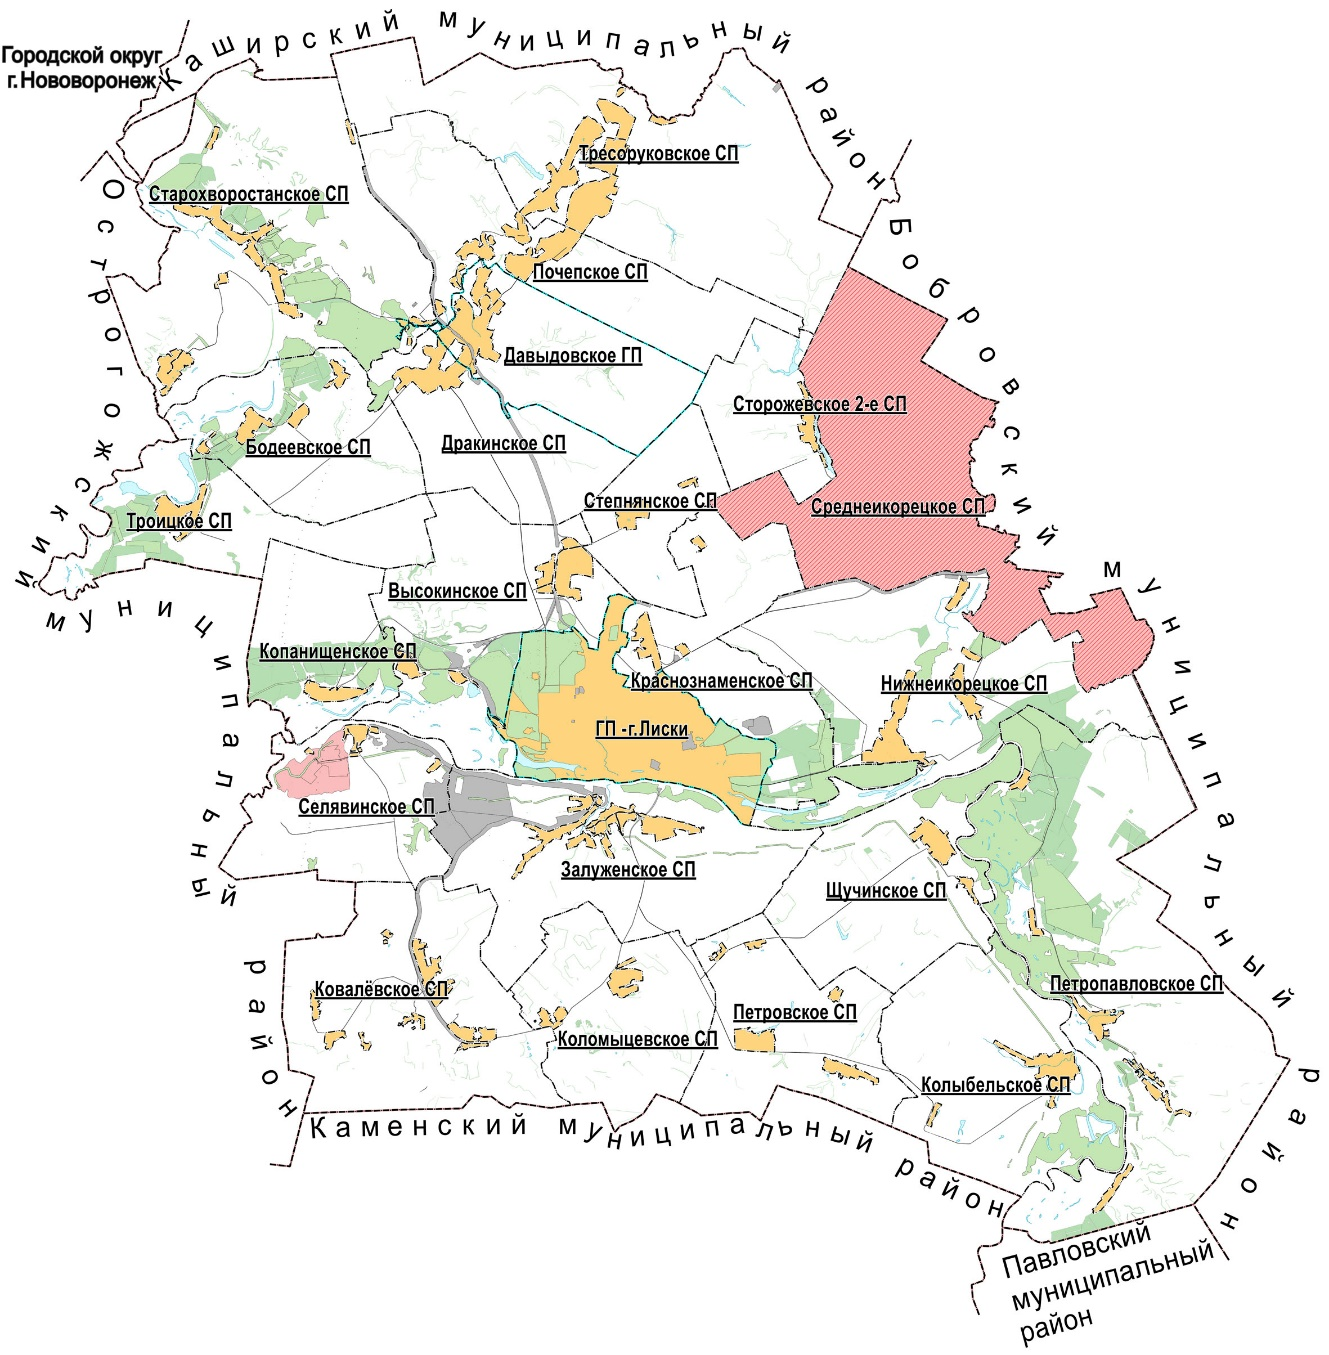 Городской округ
г.Нововоронеж
Каширский муниципальный район
Острогожский муниципальный район
Бобровский муниципальный район
Тресоруковское СП
Старохворостанское СП
Почепское СП
Давыдовское ГП
Сторожевское 2-е СП
Дракинское СП
Бодеевское СП
Степнянское СП
Среднеикорецкое СП
Троицкое СП
Высокинское СП
Копанищенское СП
Краснознаменское СП
Нижнеикорецкое СП
ГП -г.Лиски
Селявинское СП
Залуженское СП
Щучинское СП
Петропавловское СП
Ковалёвское СП
Петровское СП
Коломыцевское СП
Колыбельское СП
Каменский муниципальный район
Павловский
муниципальный
район